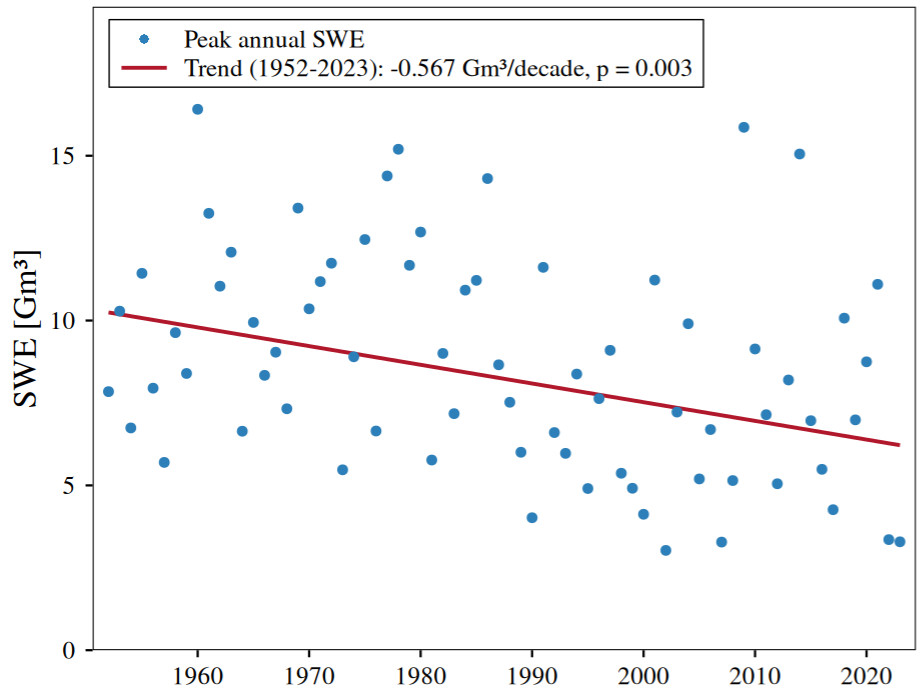 Peak annual SWE
Trend (1952-2023): -0.567 Gm³/decade, p = 0.003
15
10
5
0
SWE [Gm³]
1960 1970 1980 1990 2000 2010 2020